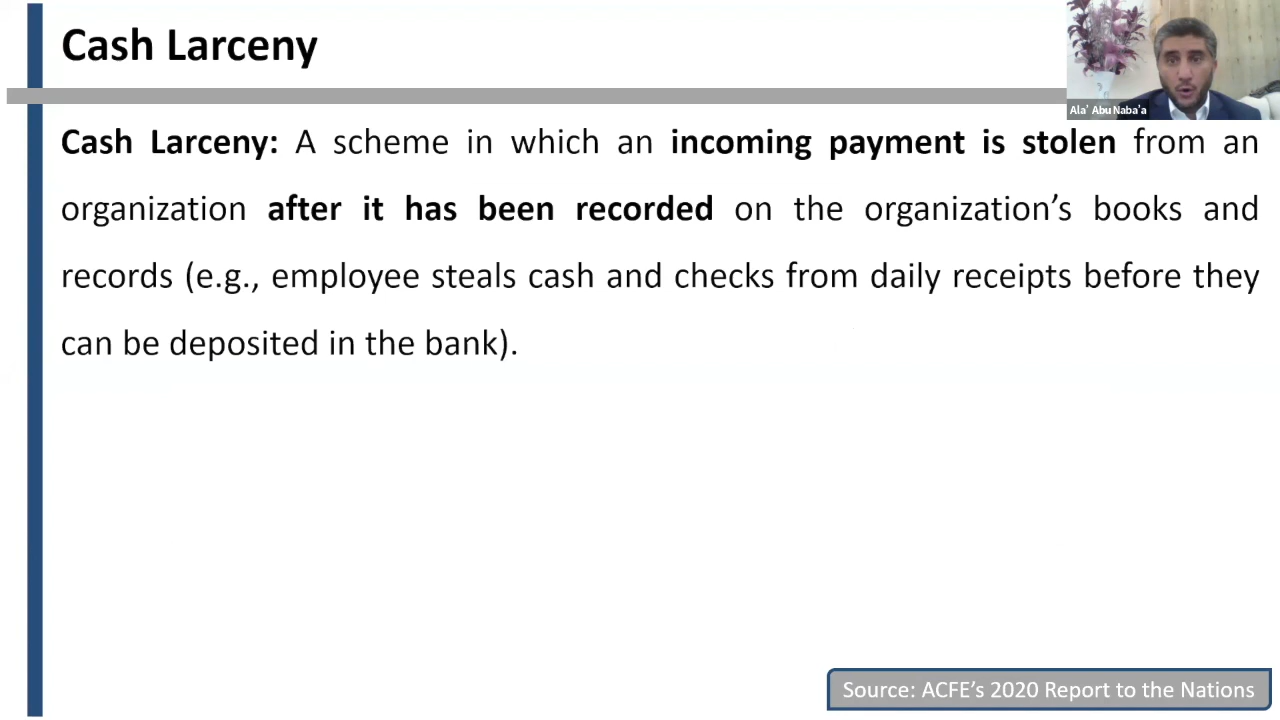 Cash Larceny
Ala' Abu Naba'a
Cash Larceny: A scheme in which an incoming payment is stolen from an
organization after it has been recorded on the organization’s books and
records (e.g., employee steals cash and checks from daily receipts before they
can be deposited in the bank).
Source: ACFE’s 2020 Report to the Nations